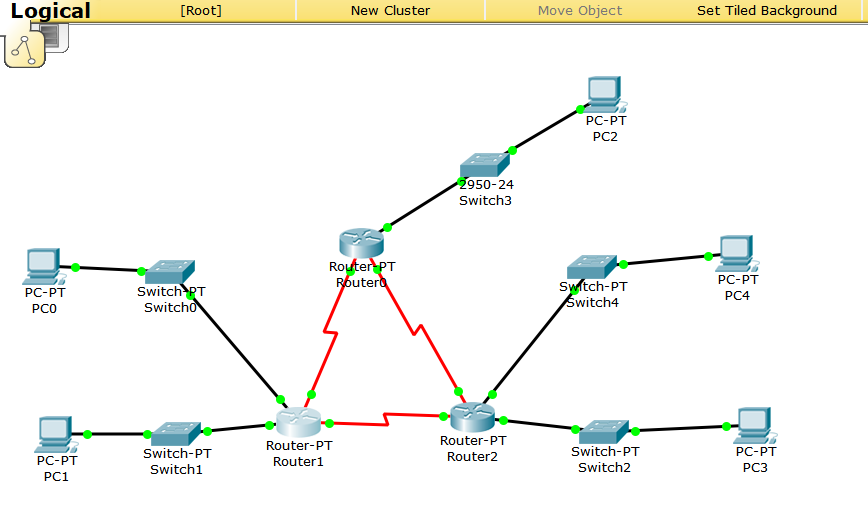 Logical
[Root]
New Cluster
Move Object
Set Tiled Background
PC-PT
PC2
2950-24
Switch3
Router-PT
Router0
PC-PT
PC0
Switch-PT
Switch0
Switch-PT
Switch4
PC-PT
PC4
PC-PT
PC1
Switch-PT
Switch1
Router-PT
Router1
Router-PT
Router2
Switch-PT
Switch2
PC-PT
PC3